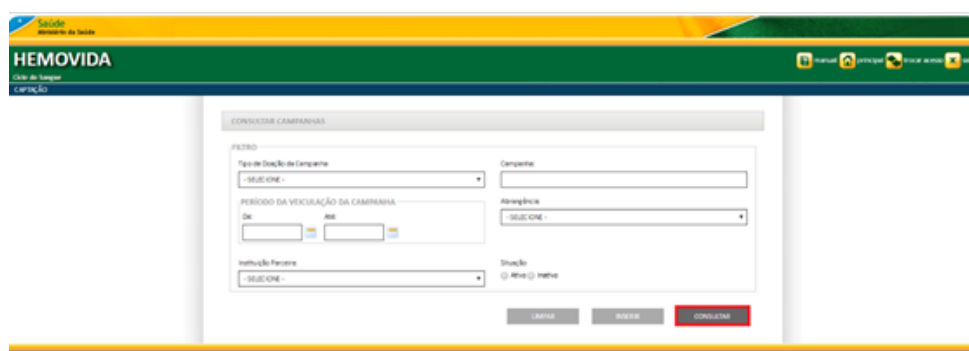 Saúde
Ministério da Saúde
HEMOVIDA
Ciclo do Sangue
manual principal trocar acesso
CAPTAÇÃO
CONSULTAR CAMPANHAS
FILTRO
Tipo de Doação da Campanha:
Campanha:
- SELECIONE -
PERÍODO DA VEICULAÇÃO DA CAMPANHA
Abrangência:
De: Até:
- SELECIONE -
Instituição Parceira:
Situação
- SELECIONE -
Ativo Inativo
LIMPAR INSERIR CONSULTAR